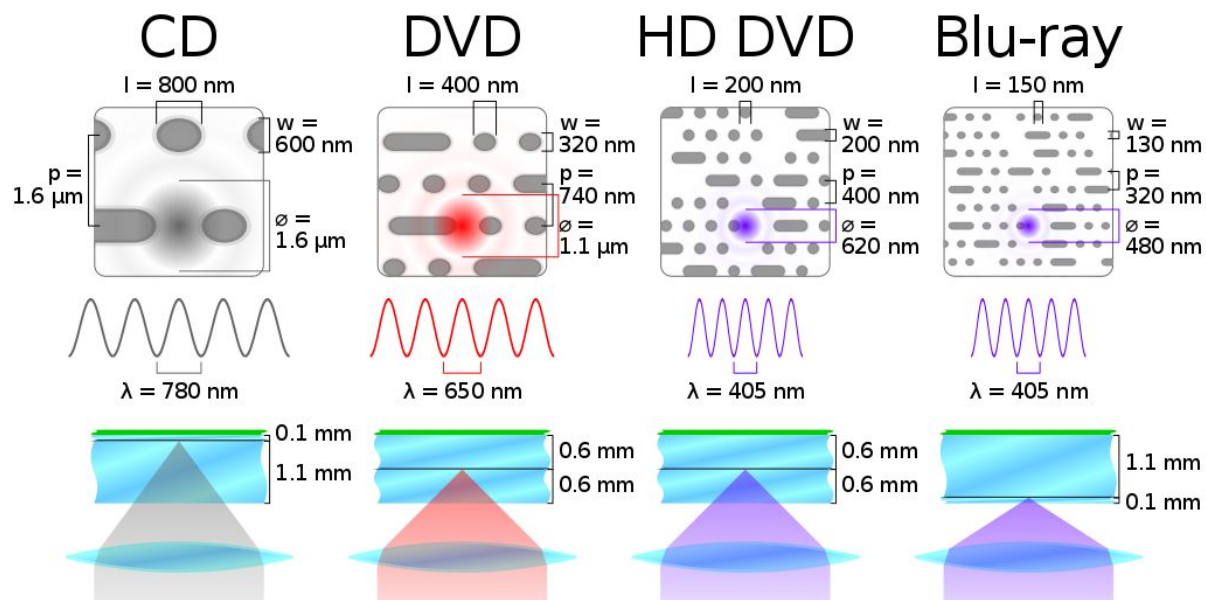 CD
l = 800 nm
w =
600 nm
p =
1.6 µm
⌀ =
1.6 µm
λ = 780 nm
0.1 mm
1.1 mm
DVD
l = 400 nm
w =
320 nm
p =
740 nm
⌀ =
1.1 µm
λ = 650 nm
0.6 mm
0.6 mm
HD DVD
l = 200 nm
w =
200 nm
p =
400 nm
⌀ =
620 nm
λ = 405 nm
0.6 mm
0.6 mm
Blu-ray
l = 150 nm
w =
130 nm
p =
320 nm
⌀ =
480 nm
λ = 405 nm
1.1 mm
0.1 mm